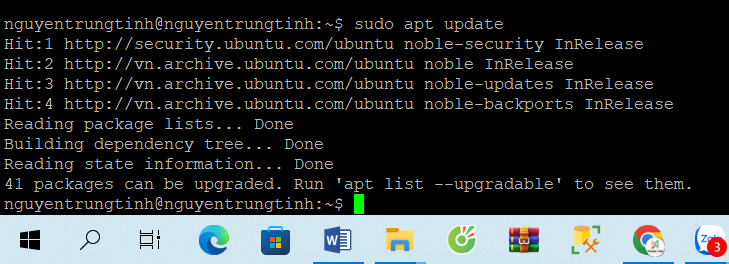 nguyentrungtinh@nguyentrungtinh:~$ sudo apt update
Hit:1 http://security.ubuntu.com/ubuntu noble-security InRelease
Hit:2 http://vn.archive.ubuntu.com/ubuntu noble InRelease
Hit:3 http://vn.archive.ubuntu.com/ubuntu noble-updates InRelease
Hit:4 http://vn.archive.ubuntu.com/ubuntu noble-backports InRelease
Reading package lists... Done
Building dependency tree... Done
Reading state information... Done
41 packages can be upgraded. Run 'apt list --upgradable' to see them.
nguyentrungtinh@nguyentrungtinh:~$
W
3